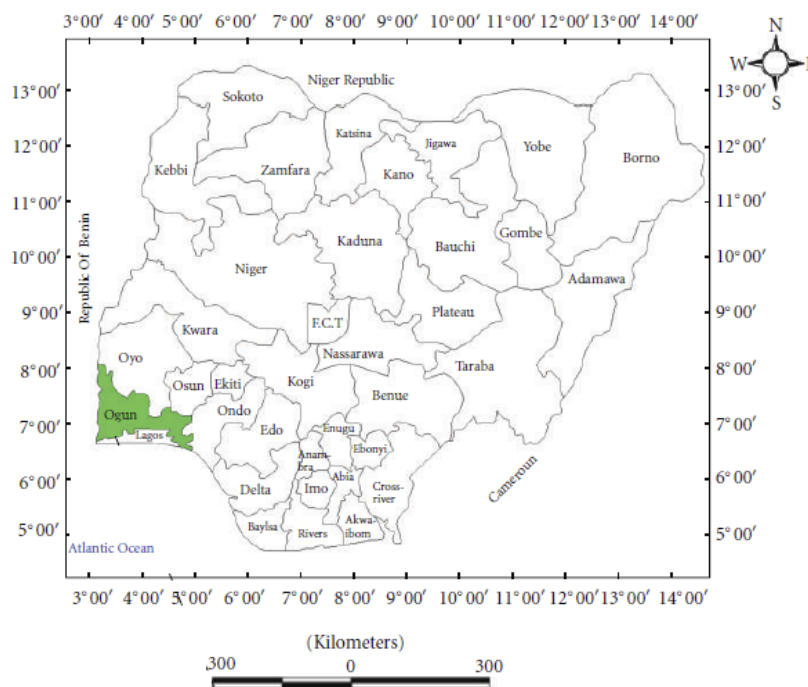 3°00′ 4°00′ 5°00′ 6°00′ 7°00′ 8°00′ 9°00′ 10°00′ 11°00′ 12°00′ 13°00′ 14°00′
N
W
E
S
13°00′
12°00′
11°00′
10°00′
9°00′
8°00′
7°00′
6°00′
5°00′
13°00′
12°00′
11°00′
10°00′
9°00′
8°00′
7°00′
6°00′
5°00′
Republic Of Benin
Niger Republic
Sokoto
Katsina
Jigawa
Yobe
Borno
Kebbi
Zamfara
Kano
Kaduna
Bauchi
Gombe
Niger
Adamawa
Plateau
F.C.T
Kwara
Nassarawa
Oyo
Taraba
Osun
Ekiti
Kogi
Benue
Ogun
Ondo
Lagos
Edo
Enugu
Ebonyi
Anam-
bra
Abia
Delta
Imo
Cross-
river
Cameroun
Baylsa
Rivers
Akwa-
ibom
Atlantic Ocean
3°00′ 4°00′ 6°00′ 7°00′ 8°00′ 9°00′ 10°00′ 11°00′ 12°00′ 13°00′ 14°00′
(Kilometers)
300 0 300